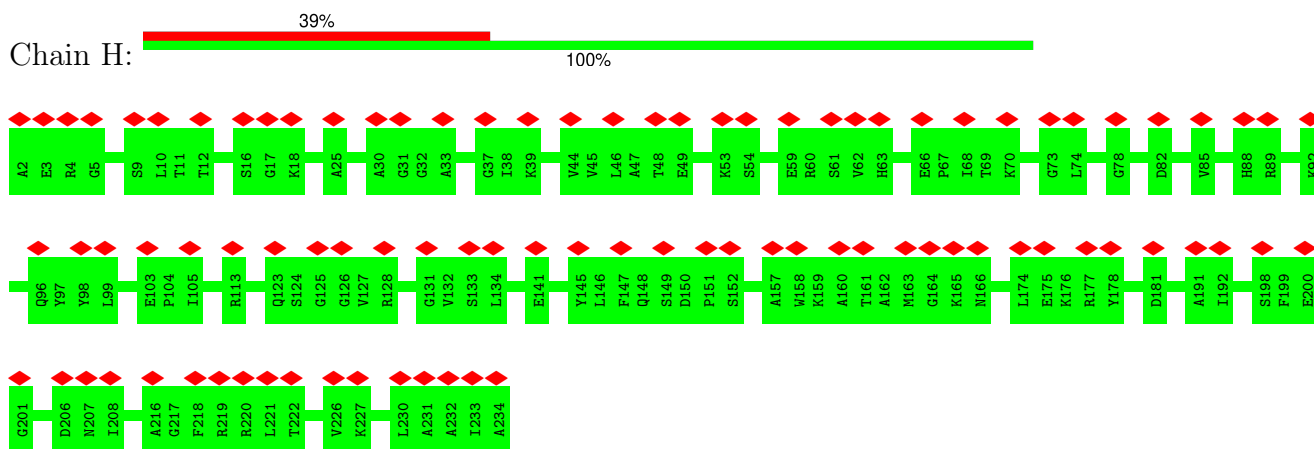 39%
Chain H:
100%
A2 E3 R4 G5 S9 L10 T11 T12 S16 G17 K18 A25 A30 G31 G32 A33 G37 I38 K39 V44 V45 L46 A47 T48 E49 K53 S54 E59 R60 S61 V62 H63 E66 P67 I68 T69 K70 G73 L74 G78 D82 V85 H88 R89 K92
Q96 Y97 Y98 L99 E103 P104 I105 R113 Q123 S124 G125 G126 V127 R128 G131 V132 S133 L134 E141 Y145 L146 F147 Q148 S149 D150 P151 S152 A157 W158 K159 A160 T161 A162 M163 G164 K165 N166 L174 E175 K176 R177 Y178 D181 A191 I192 S198 F199 E200
G201 D206 N207 I208 A216 G217 F218 R219 R220 L221 T222 V226 K227 L230 A231 A232 I233 A234